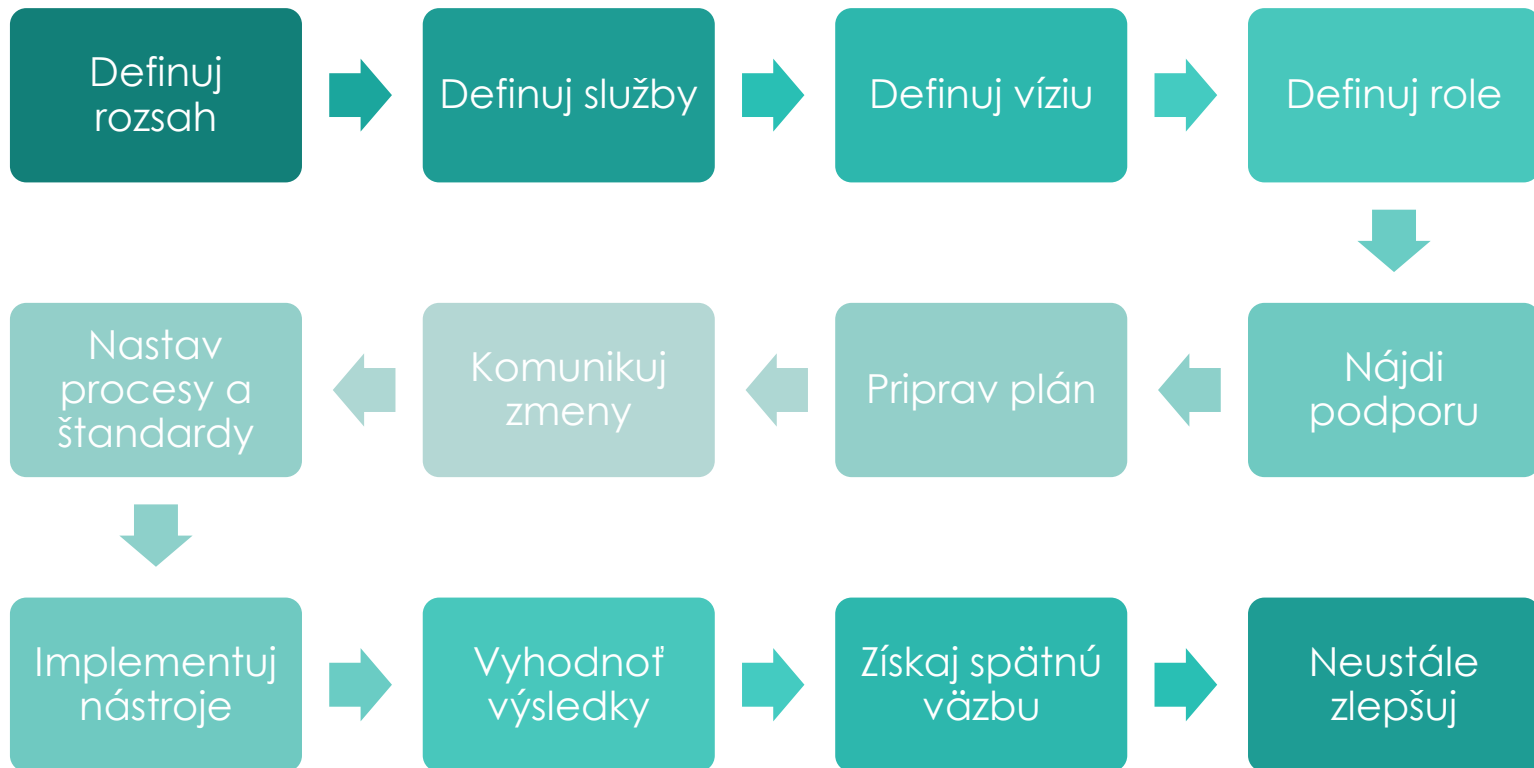 Definuj
rozsah
Definuj služby
Definuj víziu
Definuj role
Nájdi
podporu
Priprav plán
Komunikuj
zmeny
Nastav
procesy a
štandardy
Implementuj
nástroje
Vyhodnoť
výsledky
Získaj spätnú
väzbu
Neustále
zlepšuj